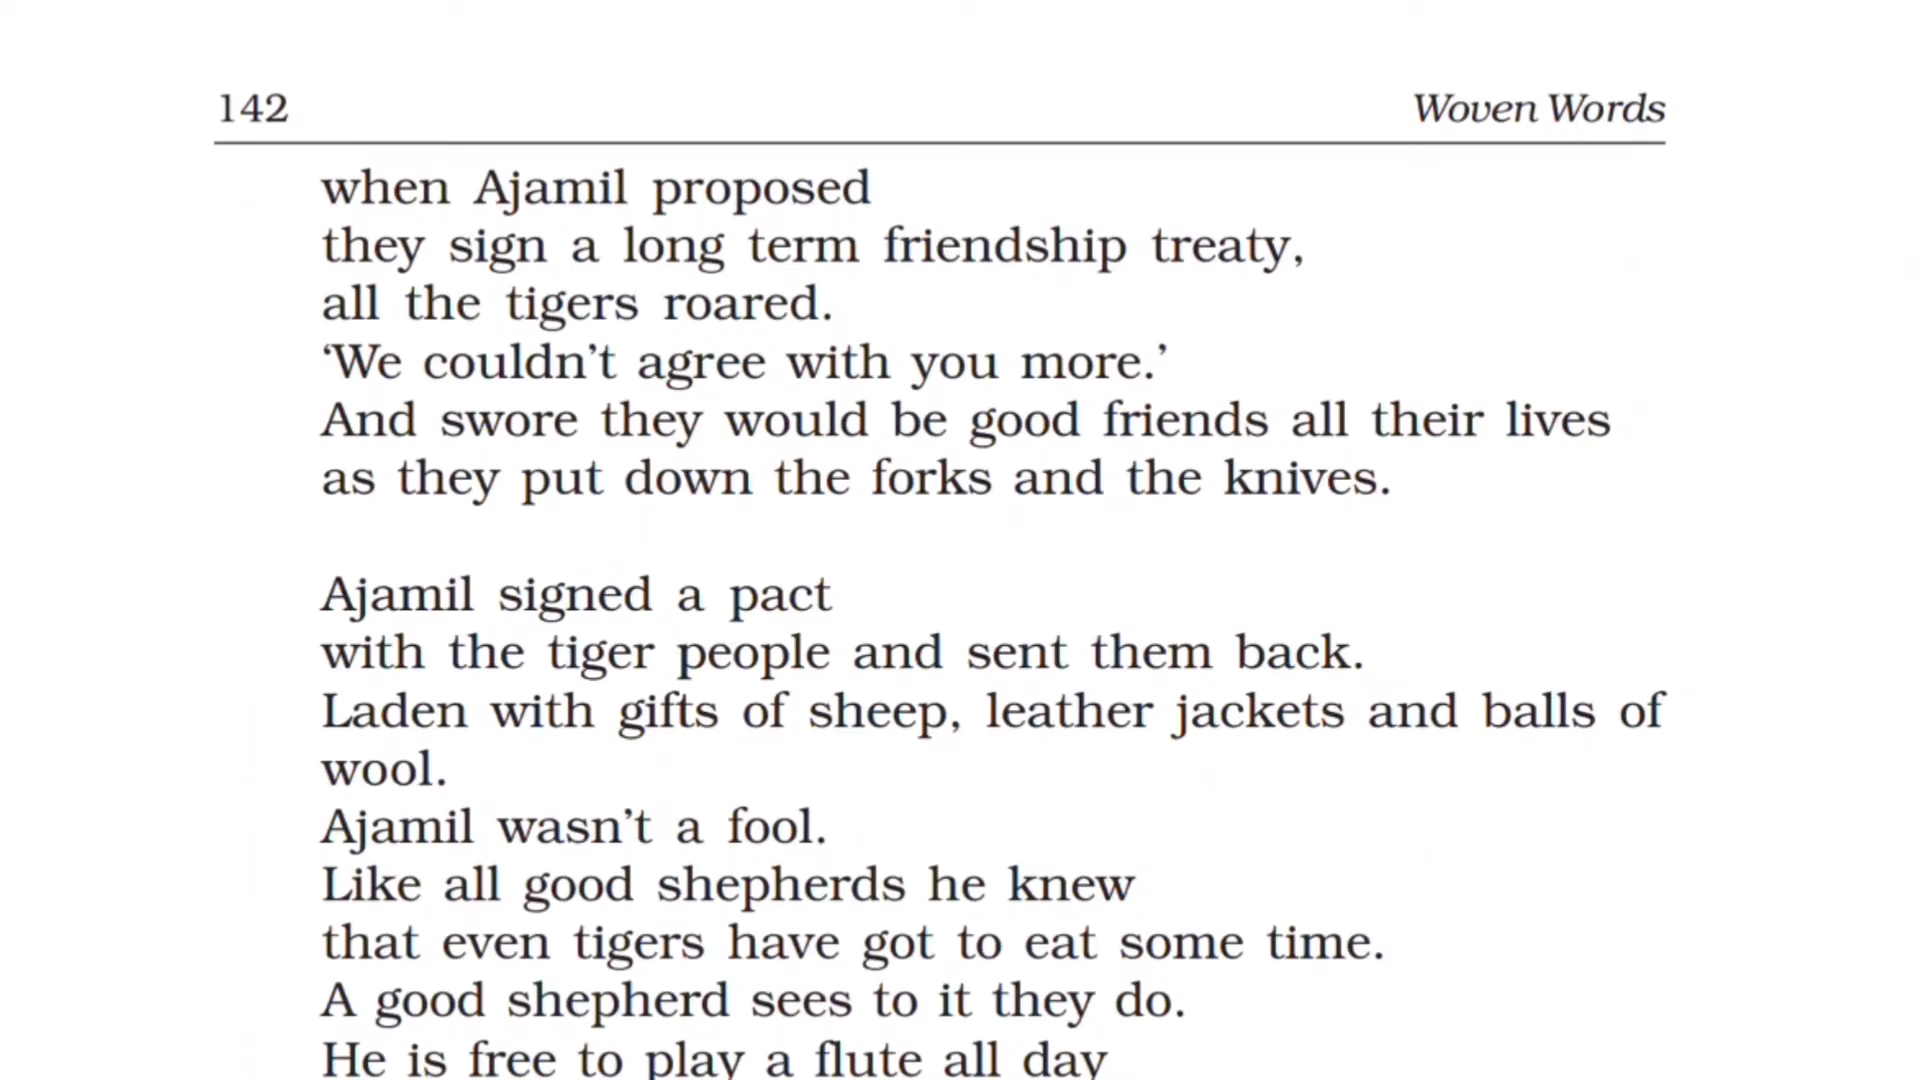 142 Woven Words
when Ajamil proposed
they sign a long term friendship treaty,
all the tigers roared.
‘We couldn’t agree with you more.’
And swore they would be good friends all their lives
as they put down the forks and the knives.
Ajamil signed a pact
with the tiger people and sent them back.
Laden with gifts of sheep, leather jackets and balls of
wool.
Ajamil wasn’t a fool.
Like all good shepherds he knew
that even tigers have got to eat some time.
A good shepherd sees to it they do.
He is free to play a flute all day